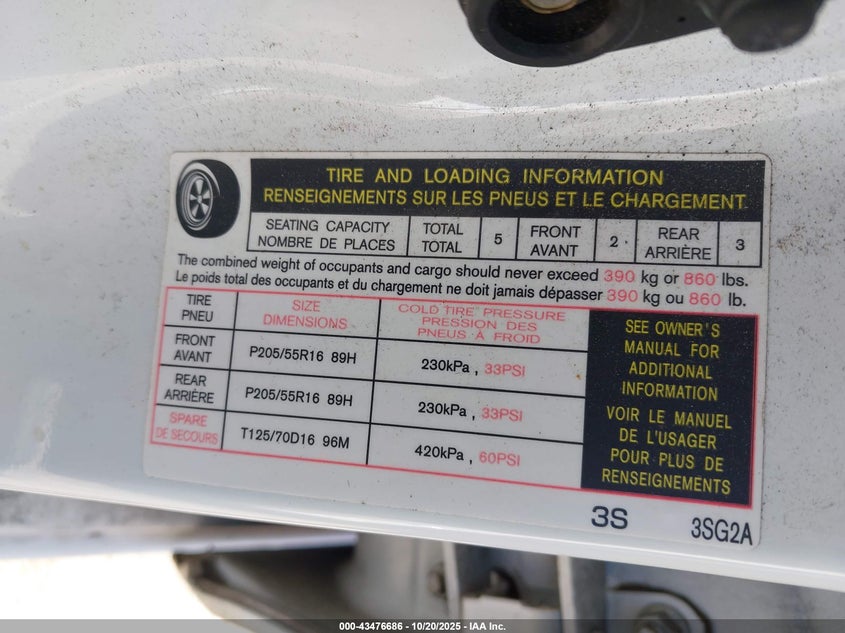 TIRE AND LOADING INFORMATION
RENSEIGNEMENTS SUR LES PNEUS ET LE CHARGEMENT
SEATING CAPACITY
NOMBRE DE PLACES
TOTAL
TOTAL
5
FRONT
AVANT
2
REAR
ARRIÈRE
3
The combined weight of occupants and cargo should never exceed 390 kg or 860 lbs.
Le poids total des occupants et du chargement ne doit jamais dépasser 390 kg ou 860 lb.
TIRE
PNEU
SIZE
DIMENSIONS
COLD TIRE PRESSURE
PRESSION DES
PNEUS À FROID
FRONT
AVANT
P205/55R16 89H
230kPa , 33PSI
REAR
ARRIÈRE
P205/55R16 89H
230kPa , 33PSI
SPARE
DE SECOURS
T125/70D16 96M
420kPa , 60PSI
SEE OWNER'S
MANUAL FOR
ADDITIONAL
INFORMATION
VOIR LE MANUEL
DE L'USAGER
POUR PLUS DE
RENSEIGNEMENTS
3S
3SG2A
000-43476686 - 10/20/2025 - IAA Inc.